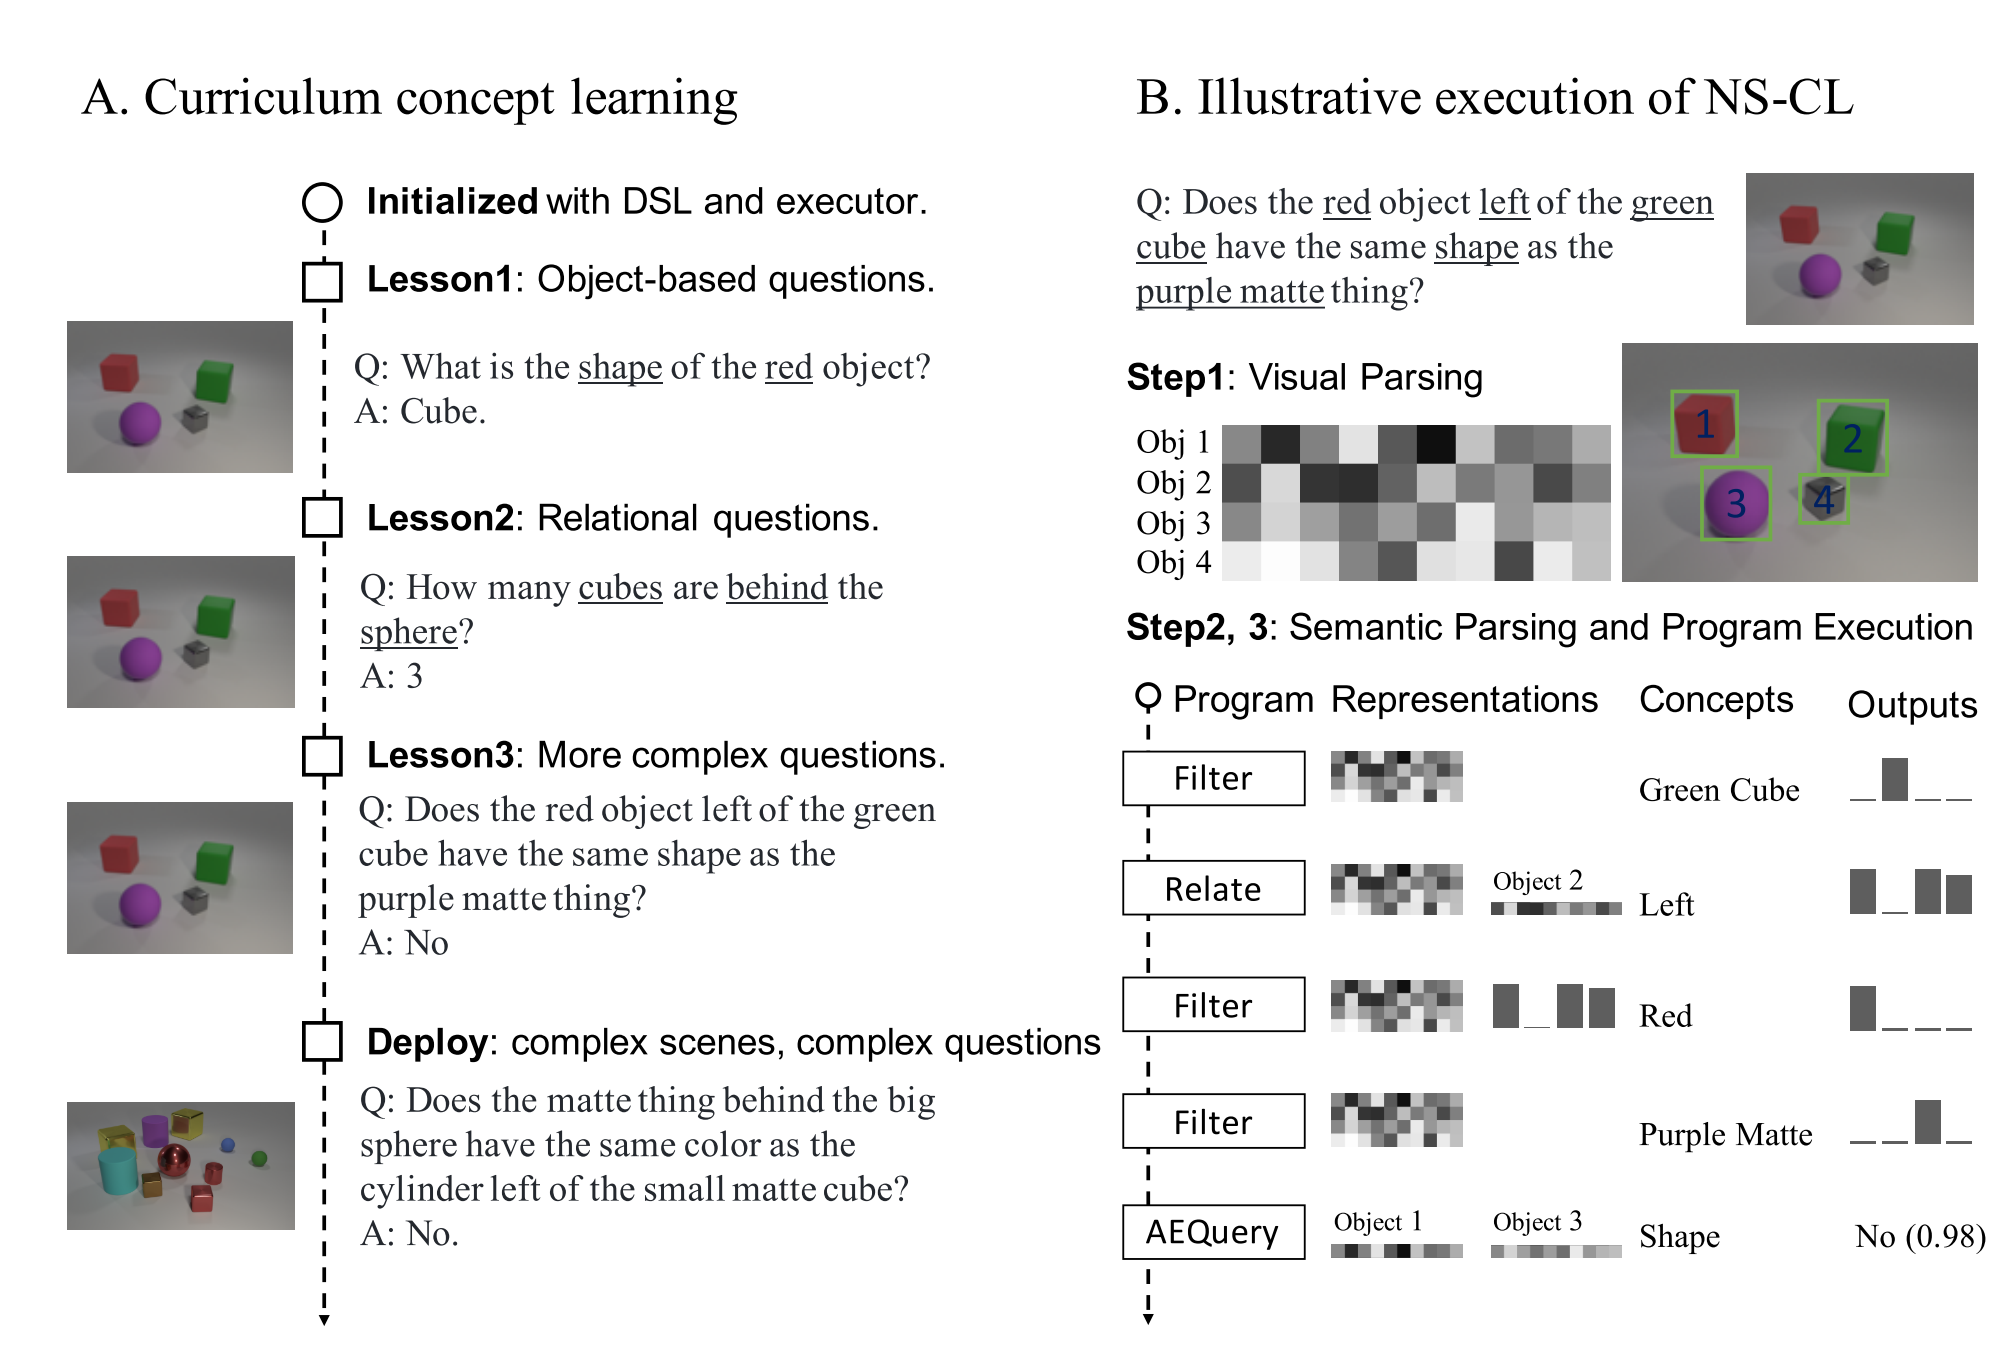 A. Curriculum concept learning
Initialized with DSL and executor.
Lesson1: Object-based questions.
Q: What is the shape of the red object?
A: Cube.
Lesson2: Relational questions.
Q: How many cubes are behind the
sphere?
A: 3
Lesson3: More complex questions.
Q: Does the red object left of the green
cube have the same shape as the
purple matte thing?
A: No
Deploy: complex scenes, complex questions
Q: Does the matte thing behind the big
sphere have the same color as the
cylinder left of the small matte cube?
A: No.
B. Illustrative execution of NS-CL
Q: Does the red object left of the green
cube have the same shape as the
purple matte thing?
Step1: Visual Parsing
Obj 1
Obj 2
Obj 3
Obj 4
1
2
3
4
Step2, 3: Semantic Parsing and Program Execution
Program Representations Concepts Outputs
Filter Green Cube
Relate Object 2 Left
Filter Red
Filter Purple Matte
AEQuery Object 1 Object 3 Shape No (0.98)